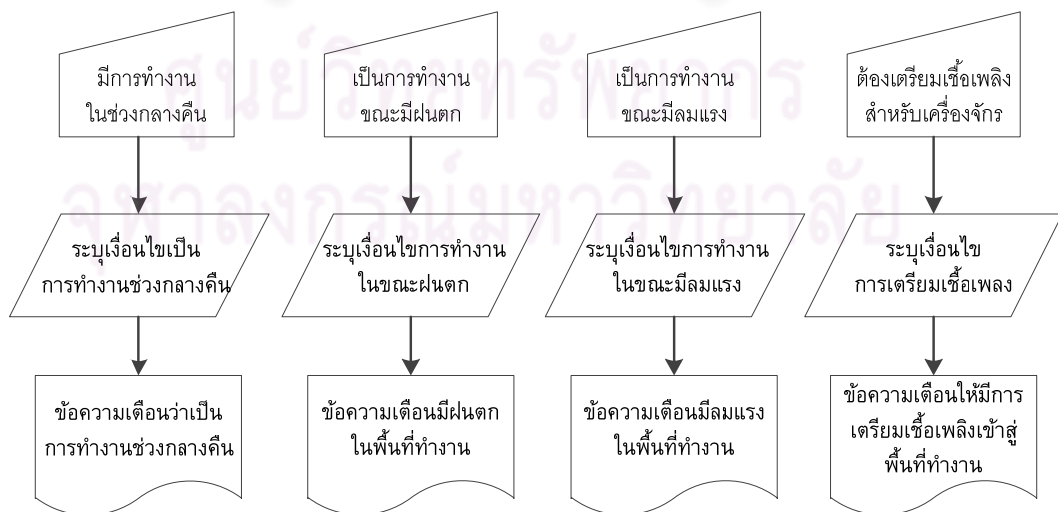 มีการทำงาน
ในช่วงกลางคืน
เป็นการทำงาน
ขณะมีฝนตก
เป็นการทำงาน
ขณะมีลมแรง
ต้องเตรียมเชื้อเพลิง
สำหรับเครื่องจักร
ศูนย์วิทยทรัพยากร
จุฬาลงกรณ์มหาวิทยาลัย
ระบุเงื่อนไขเป็น
การทำงานช่วงกลางคืน
ระบุเงื่อนไขการทำงาน
ในขณะฝนตก
ระบุเงื่อนไขการทำงาน
ในขณะมีลมแรง
ระบุเงื่อนไข
การเตรียมเชื้อเพลง
ข้อความเตือนว่าเป็น
การทำงานช่วงกลางคืน
ข้อความเตือนมีฝนตก
ในพื้นที่ทำงาน
ข้อความเตือนมีลมแรง
ในพื้นที่ทำงาน
ข้อความเตือนให้มีการ
เตรียมเชื้อเพลิงเข้าสู่
พื้นที่ทำงาน